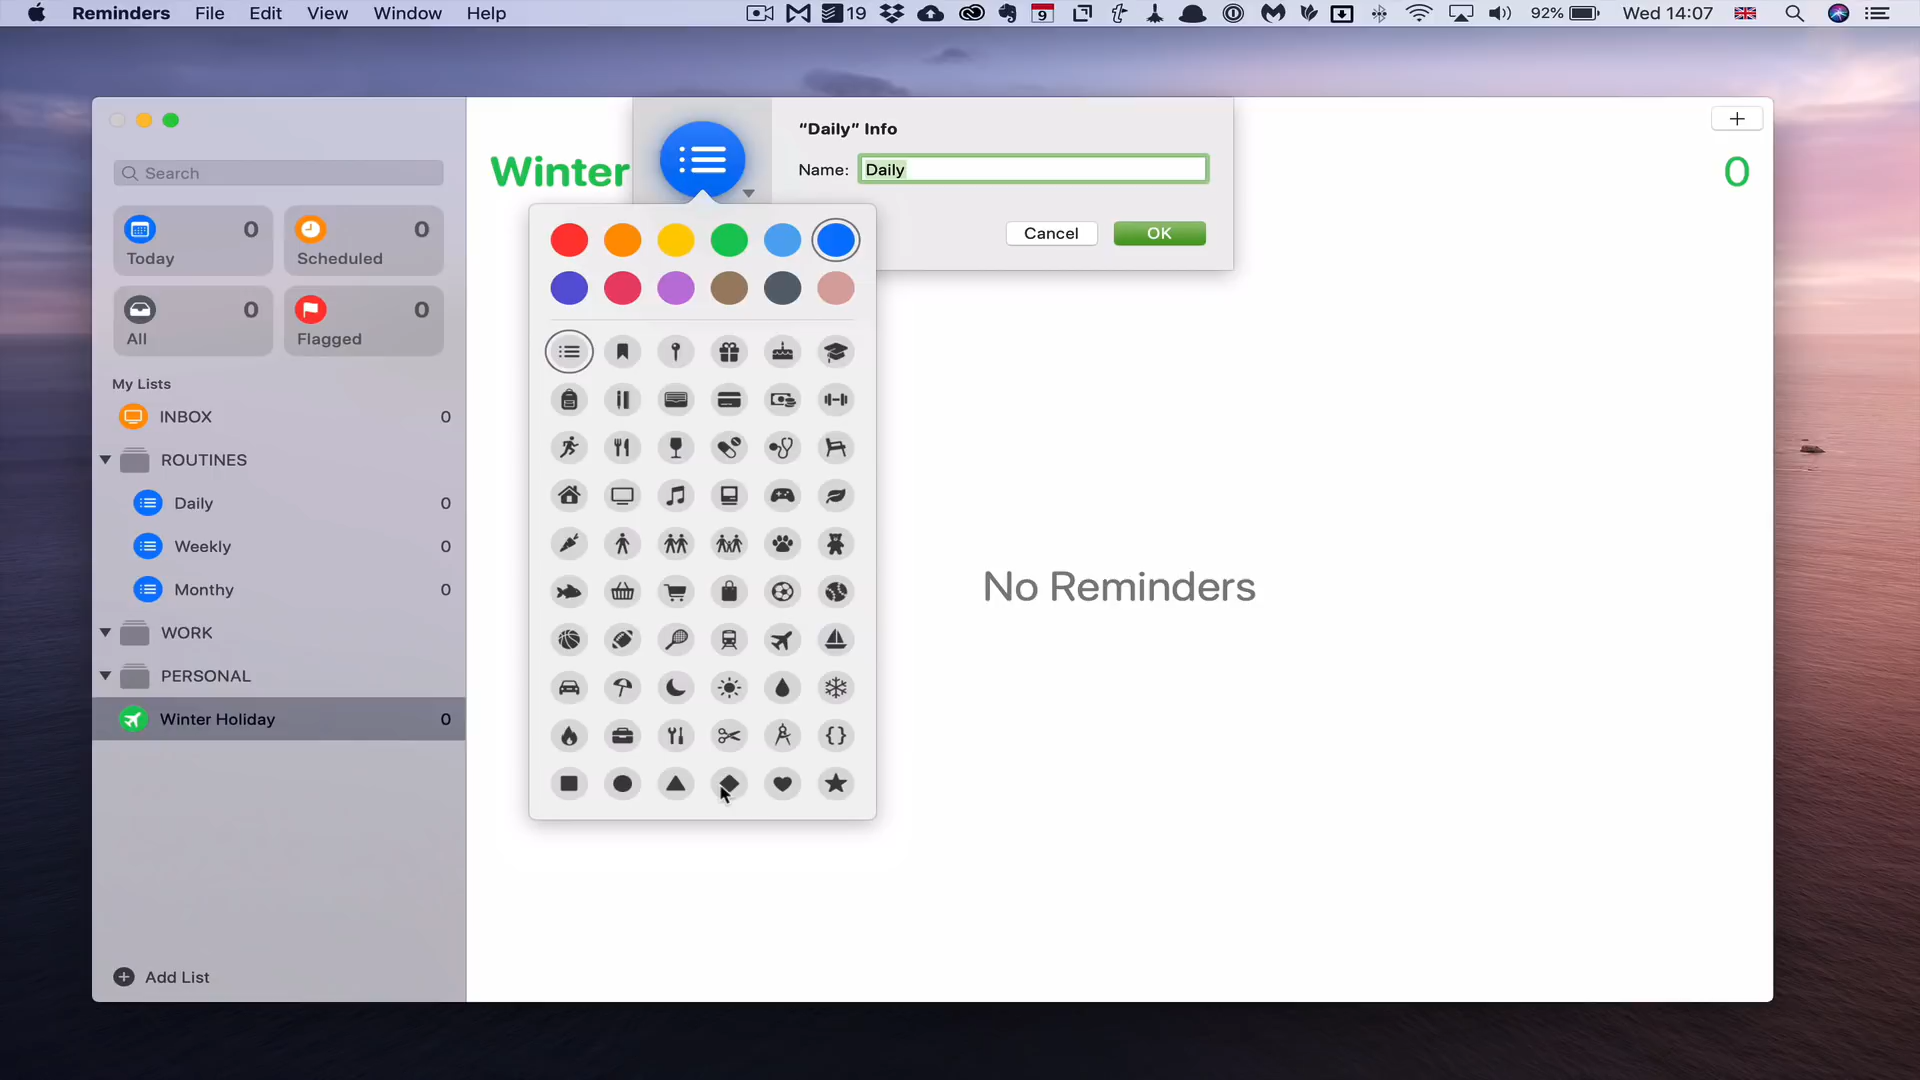 Reminders File Edit View Window Help 19 9 92% Wed 14:07
"Daily" Info
Name: Daily
Cancel OK
Search
Winter 0
Today 0
Scheduled 0
All 0
Flagged 0
My Lists
INBOX 0
ROUTINES
Daily 0
Weekly 0
Monthy 0
WORK
PERSONAL
Winter Holiday 0
Add List
No Reminders